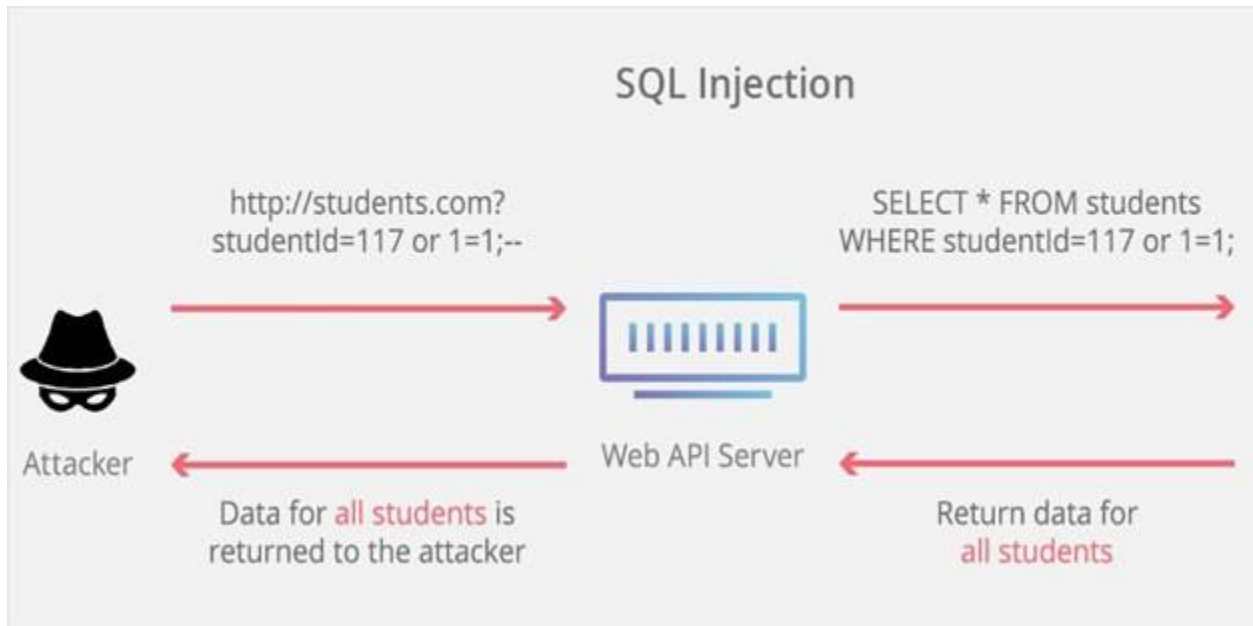 SQL Injection
http://students.com?
studentId=117 or 1=1;--
SELECT * FROM students
WHERE studentId=117 or 1=1;
Attacker
Web API Server
Data for all students is
returned to the attacker
Return data for
all students